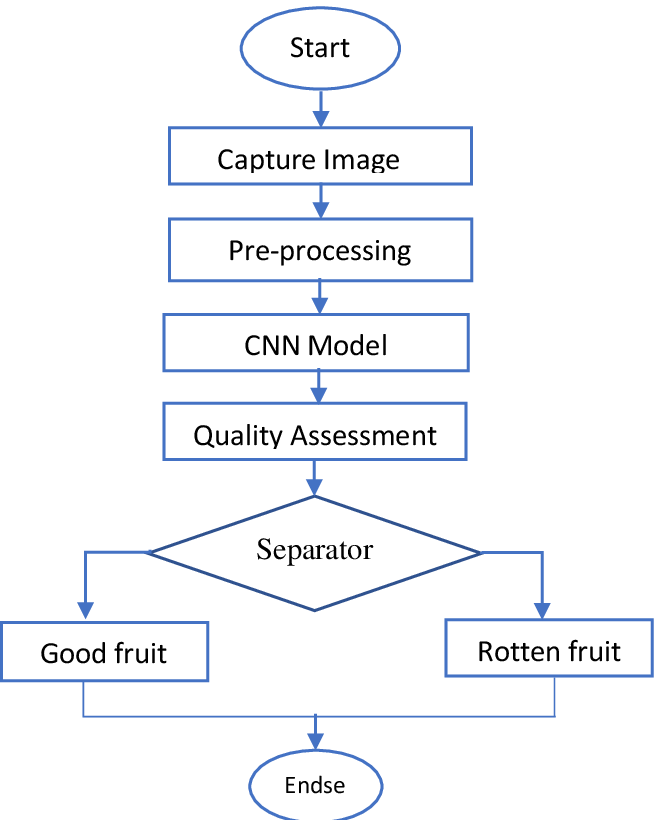 Start
Capture Image
Pre-processing
CNN Model
Quality Assessment
Separator
Good fruit
Rotten fruit
Endse